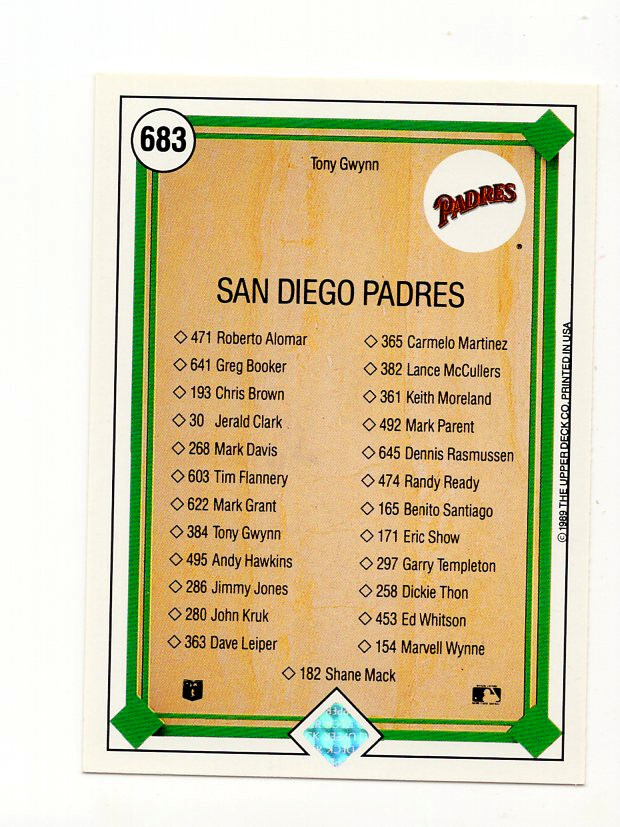 683
Tony Gwynn
PADRES
SAN DIEGO PADRES
◇ 471 Roberto Alomar
◇ 641 Greg Booker
◇ 193 Chris Brown
◇ 30 Jerald Clark
◇ 268 Mark Davis
◇ 603 Tim Flannery
◇ 622 Mark Grant
◇ 384 Tony Gwynn
◇ 495 Andy Hawkins
◇ 286 Jimmy Jones
◇ 280 John Kruk
◇ 363 Dave Leiper
◇ 365 Carmelo Martinez
◇ 382 Lance McCullers
◇ 361 Keith Moreland
◇ 492 Mark Parent
◇ 645 Dennis Rasmussen
◇ 474 Randy Ready
◇ 165 Benito Santiago
◇ 171 Eric Show
◇ 297 Garry Templeton
◇ 258 Dickie Thon
◇ 453 Ed Whitson
◇ 154 Marvell Wynne
◇ 182 Shane Mack
© 1989 THE UPPER DECK CO. PRINTED IN USA